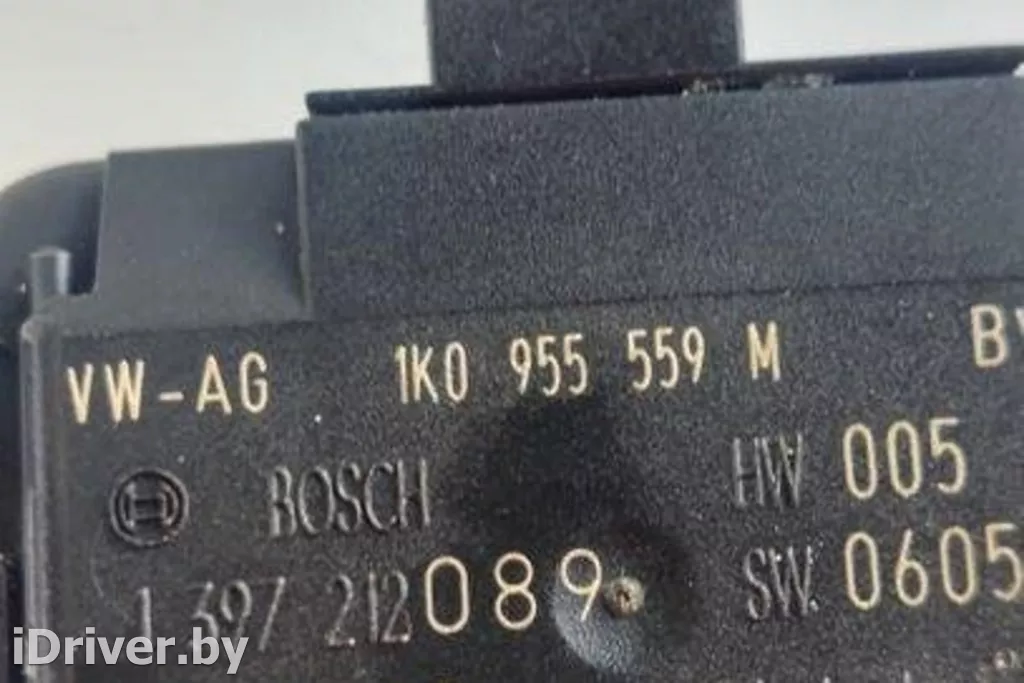 VW-AG 1K0 955 559 M
BOSCH HW 005
1 397 212 089 SW. 0605
iDriver.by